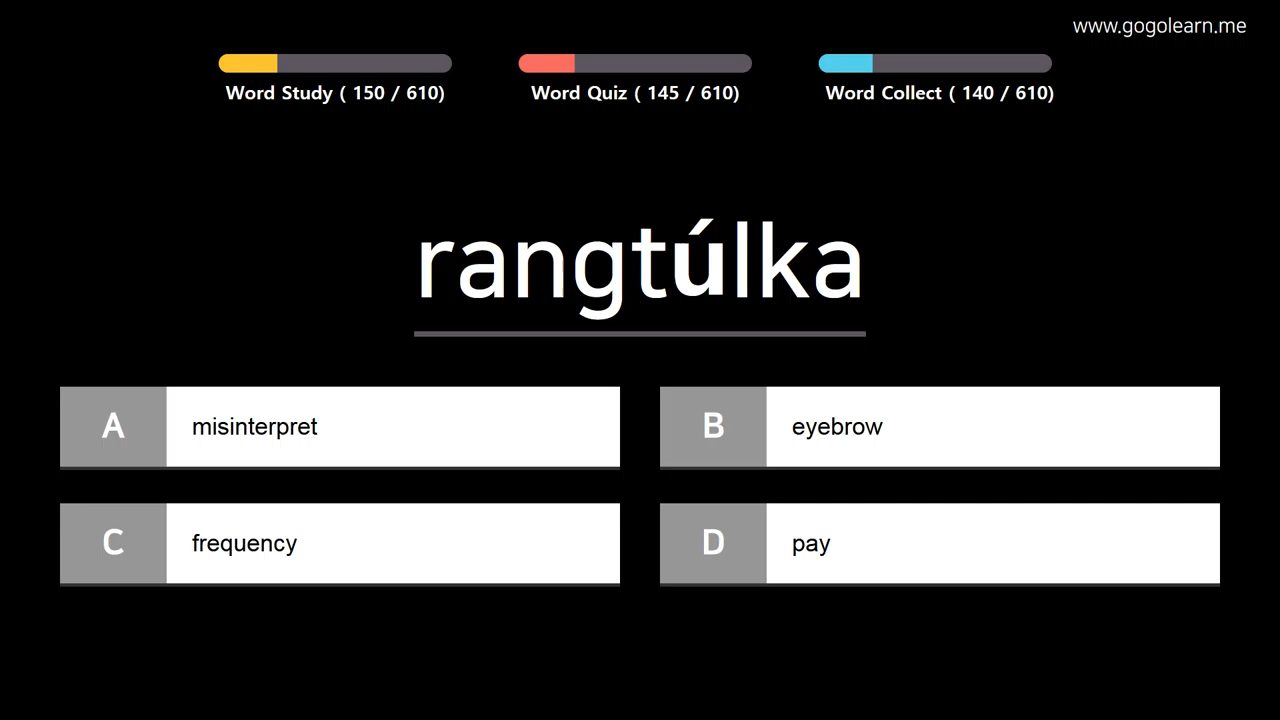 www.gogolearn.me
Word Study ( 150 / 610)
Word Quiz ( 145 / 610)
Word Collect ( 140 / 610)
rangtúlka
A misinterpret
B eyebrow
C frequency
D pay